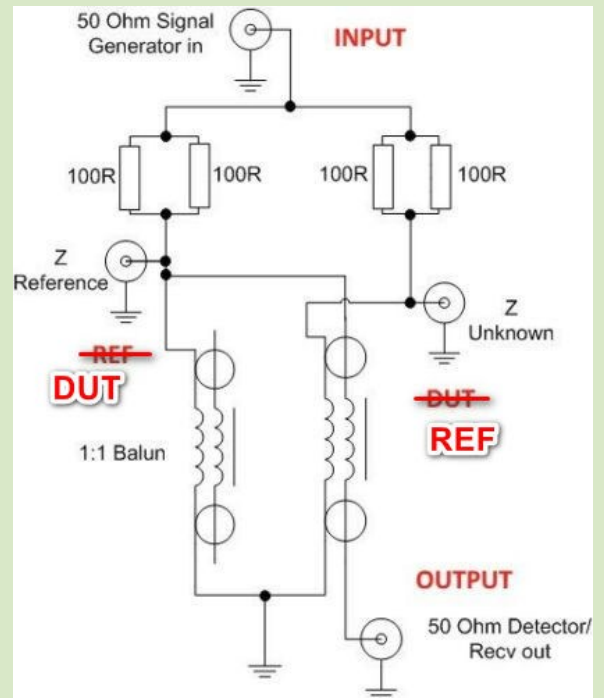 50 Ohm Signal
Generator in
INPUT
100R
100R
100R
100R
Z
Reference
Z
Unknown
REF
DUT
DUT
REF
1:1 Balun
OUTPUT
50 Ohm Detector/
Recv out